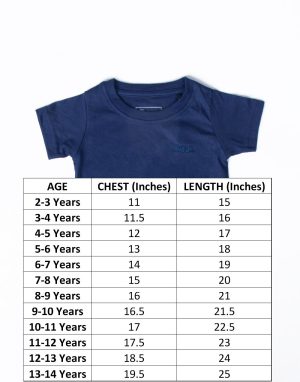 AGE CHEST (Inches) LENGTH (Inches)
2-3 Years 11 15
3-4 Years 11.5 16
4-5 Years 12 17
5-6 Years 13 18
6-7 Years 14 19
7-8 Years 15 20
8-9 Years 16 21
9-10 Years 16.5 21.5
10-11 Years 17 22.5
11-12 Years 17.5 23
12-13 Years 18.5 24
13-14 Years 19.5 25